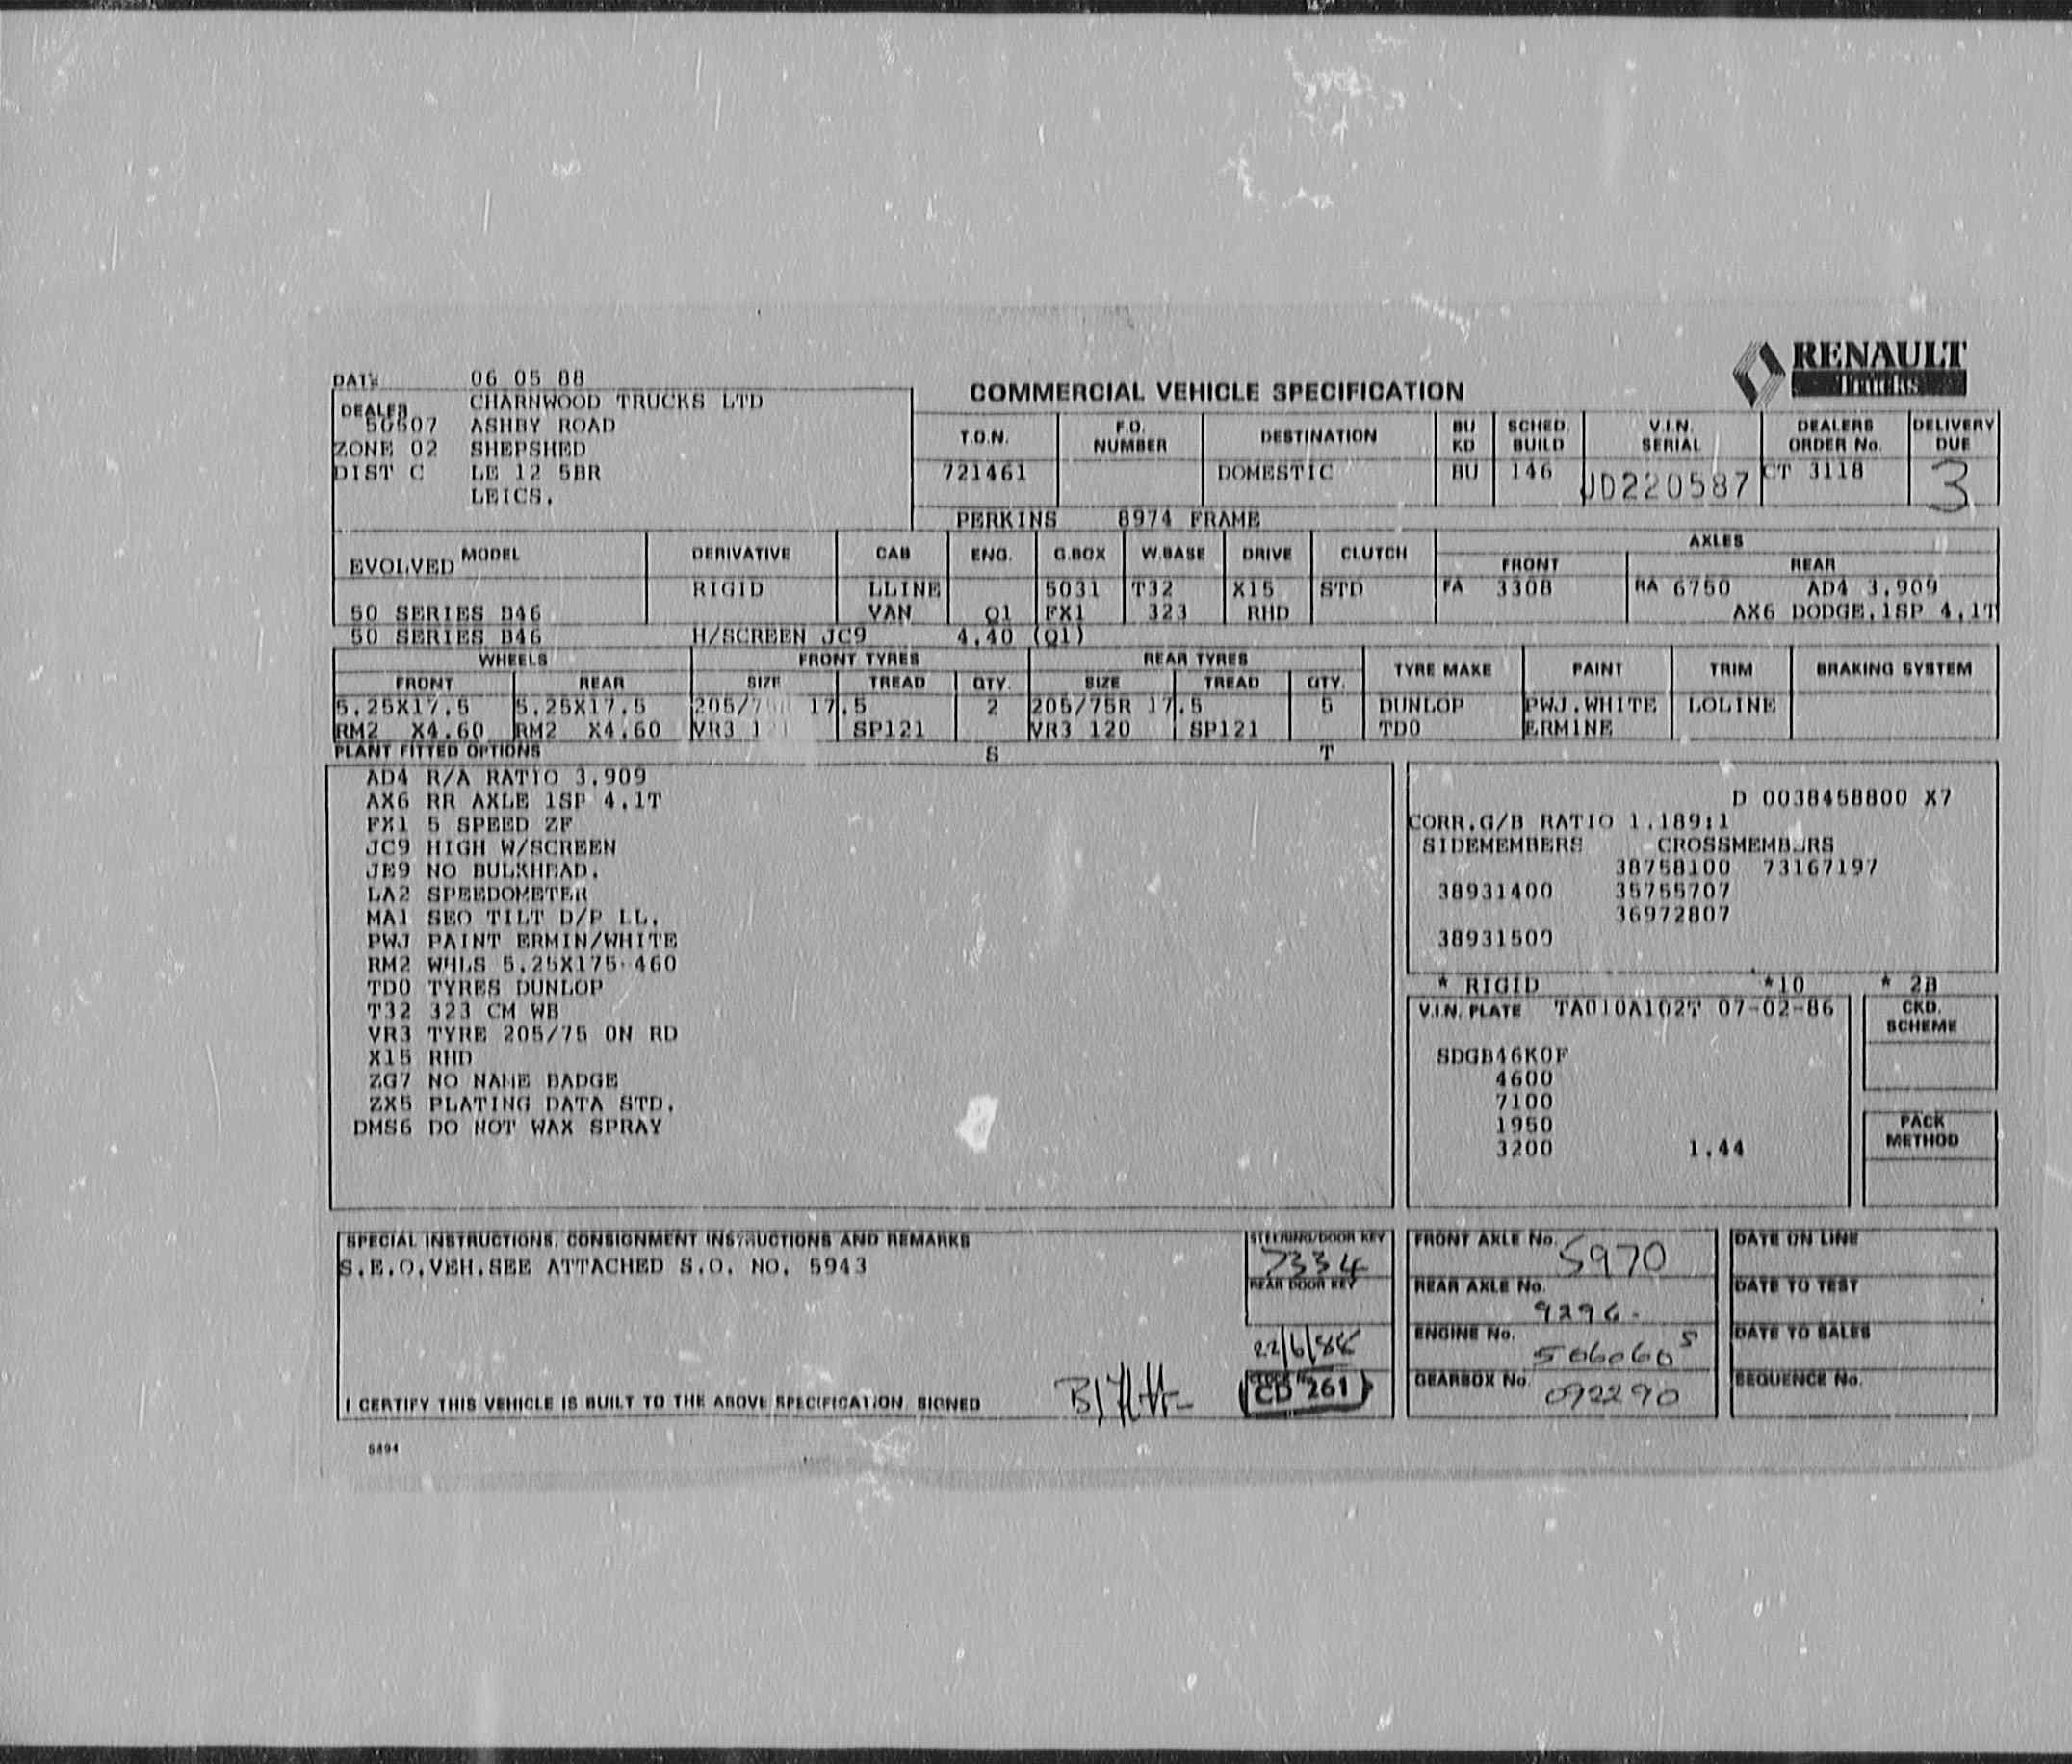 RENAULT
Trucks
DATE 06 05 88
COMMERCIAL VEHICLE SPECIFICATION
DEALER CHARNWOOD TRUCKS LTD
50507 ASHBY ROAD
ZONE 02 SHEPSHED
DIST C LE 12 5BR
LEICS.
T.O.N. F.O. NUMBER DESTINATION BU KD SCHED. BUILD V.I.N. SERIAL DEALERS ORDER No. DELIVERY DUE
721461 DOMESTIC BU 146 JD220587 CT 3118 3
PERKINS 8974 FRAME
MODEL DERIVATIVE CAB ENG. G.BOX W.BASE DRIVE CLUTCH AXLES
FRONT REAR
EVOLVED
RIGID LLINE 5031 T32 X15 STD FA 3308 RA 6750 AD4 3.909
50 SERIES B46 VAN Q1 FX1 323 RHD AX6 DODGE.1SP 4.1T
50 SERIES B46 H/SCREEN JC9 4.40 (Q1)
WHEELS FRONT TYRES REAR TYRES TYRE MAKE PAINT TRIM BRAKING SYSTEM
FRONT REAR SIZE TREAD QTY. SIZE TREAD QTY.
5.25X17.5 5.25X17.5 205/75R 17.5 2 205/75R 17.5 5 DUNLOP PWJ.WHITE LOLINE
RM2 X4.60 RM2 X4.60 VR3 SP121 VR3 120 SP121 TD0 ERMINE
PLANT FITTED OPTIONS S T
AD4 R/A RATIO 3.909
AX6 RR AXLE 1SP 4.1T
FX1 5 SPEED ZF
JC9 HIGH W/SCREEN
JE9 NO BULKHEAD.
LA2 SPEEDOMETER
MA1 SEO TILT D/P LL.
PWJ PAINT ERMIN/WHITE
RM2 WHLS 5.25X175-460
TD0 TYRES DUNLOP
T32 323 CM WB
VR3 TYRE 205/75 ON RD
X15 RHD
ZG7 NO NAME BADGE
ZX5 PLATING DATA STD.
DMS6 DO NOT WAX SPRAY
D 0038458800 X7
CORR.G/B RATIO 1.189:1
SIDEMEMBERS CROSSMEMBERS
38758100 73167197
38931400 35755707
36972807
38931500
* RIGID *10 * 2B
V.I.N. PLATE TA010A102T 07-02-86
SDGB46K0F
4600
7100
1950
3200 1.44
CKD. SCHEME
PACK METHOD
SPECIAL INSTRUCTIONS, CONSIGNMENT INSTRUCTIONS AND REMARKS
S.E.O.VEH.SEE ATTACHED S.O. NO. 5943
STEERING/DOOR KEY
7334
REAR DOOR KEY
22/6/88
CD 261
I CERTIFY THIS VEHICLE IS BUILT TO THE ABOVE SPECIFICATION. SIGNED
FRONT AXLE No. 5970
REAR AXLE No. 9296
ENGINE No. 506060 S
GEARBOX No. 092290
DATE ON LINE
DATE TO TEST
DATE TO SALES
SEQUENCE No.
5494